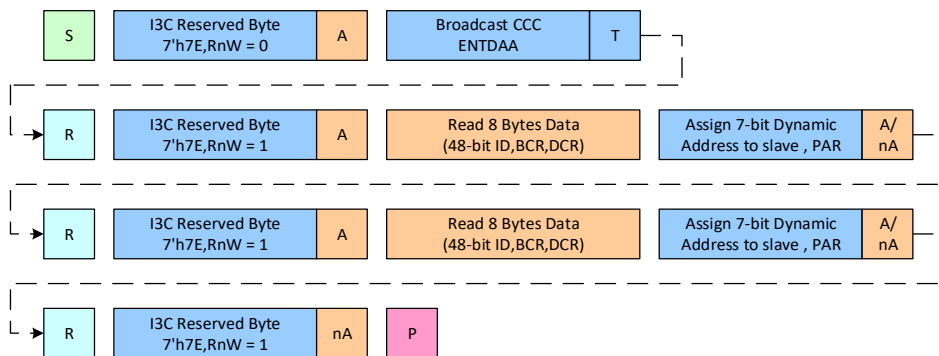 S
I3C Reserved Byte
7'h7E,RnW = 0
A
Broadcast CCC
ENTDAA
T
R
I3C Reserved Byte
7'h7E,RnW = 1
A
Read 8 Bytes Data
(48-bit ID,BCR,DCR)
Assign 7-bit Dynamic
Address to slave , PAR
A/
nA
R
I3C Reserved Byte
7'h7E,RnW = 1
A
Read 8 Bytes Data
(48-bit ID,BCR,DCR)
Assign 7-bit Dynamic
Address to slave , PAR
A/
nA
R
I3C Reserved Byte
7'h7E,RnW = 1
nA
P